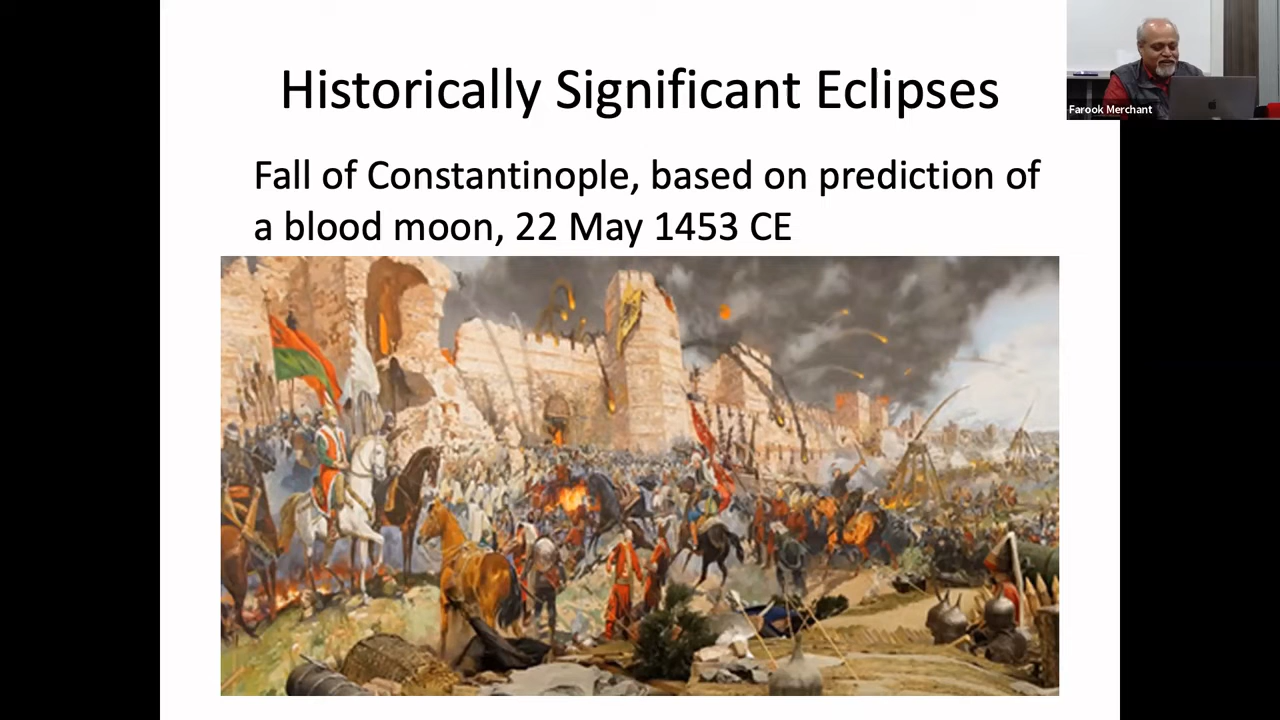 Historically Significant Eclipses
Fall of Constantinople, based on prediction of
a blood moon, 22 May 1453 CE
Farook Merchant